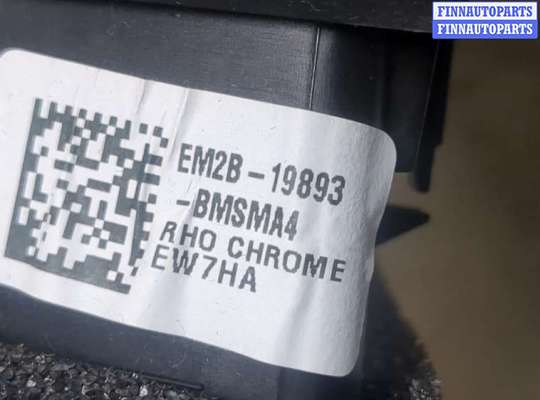 FINNAUTOPARTS
FINNAUTOPARTS
EM2B-19893
-BMSMA4
RHO CHROME
EW7HA